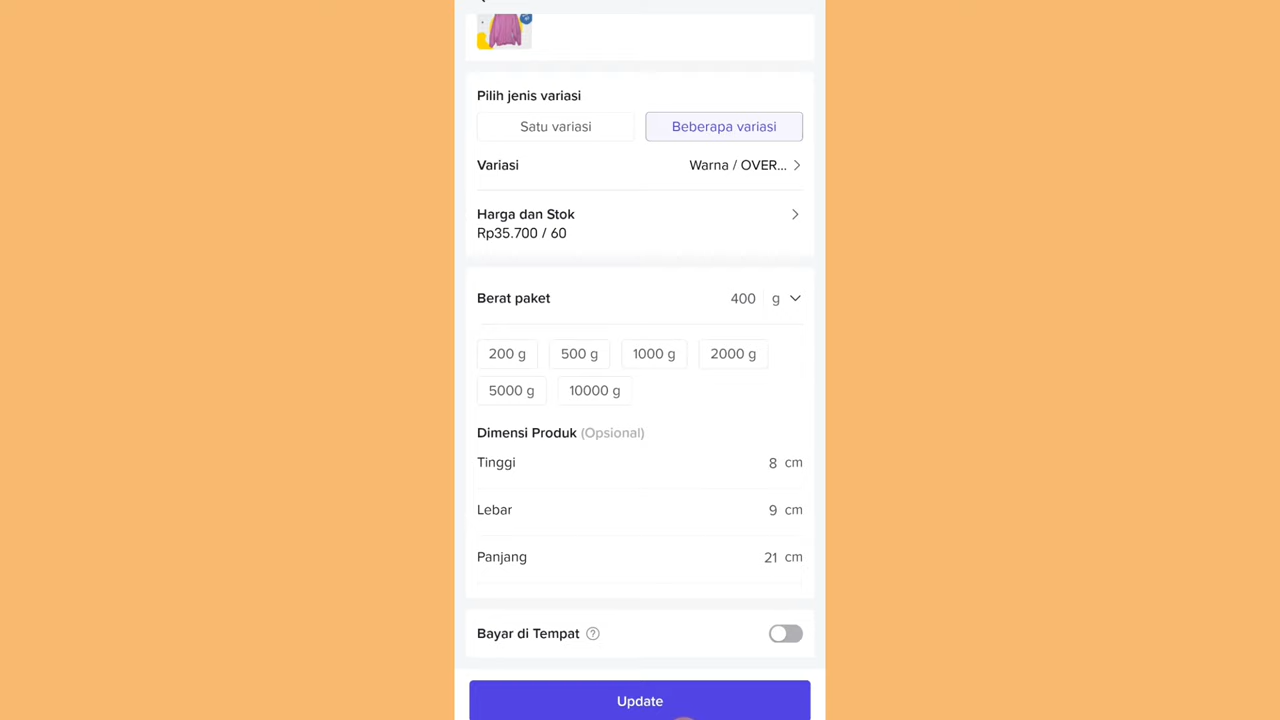 Pilih jenis variasi
Satu variasi
Beberapa variasi
Variasi
Warna / OVER...
Harga dan Stok
Rp35.700 / 60
Berat paket
400 g
200 g
500 g
1000 g
2000 g
5000 g
10000 g
Dimensi Produk (Opsional)
Tinggi
8 cm
Lebar
9 cm
Panjang
21 cm
Bayar di Tempat ?
Update